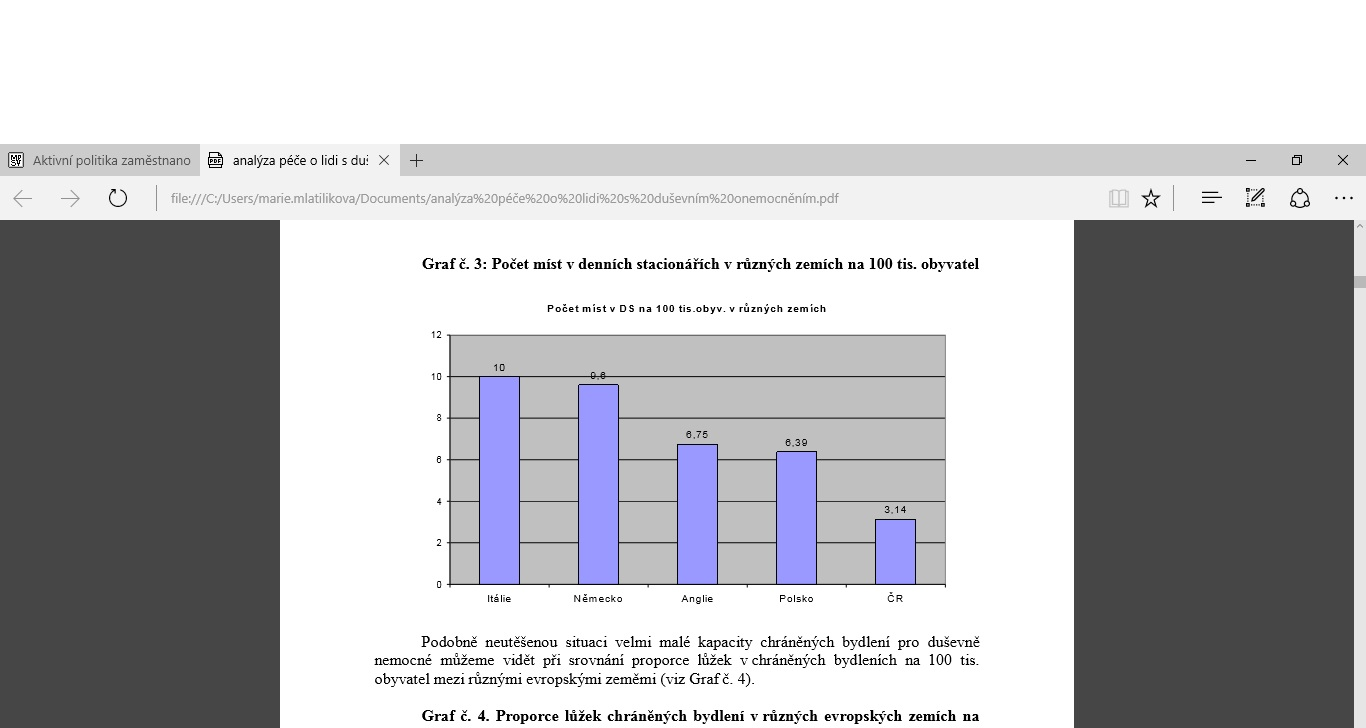 Aktivní politika zaměstnano
analýza péče o lidi s duš
file:///C:/Users/marie.mlatilikova/Documents/analýza%20péče%20o%20lidi%20s%20duševním%20onemocněním.pdf
Graf č. 3: Počet míst v denních stacionářích v různých zemích na 100 tis. obyvatel
Počet míst v DS na 100 tis.obyv. v různých zemích
12
10
8
6
4
2
0
10
9,6
6,75
6,39
3,14
Itálie Německo Anglie Polsko ČR
Podobně neutěšenou situaci velmi malé kapacity chráněných bydlení pro duševně
nemocné můžeme vidět při srovnání proporce lůžek v chráněných bydleních na 100 tis.
obyvatel mezi různými evropskými zeměmi (viz Graf č. 4).
Graf č. 4. Proporce lůžek chráněných bydlení v různých evropských zemích na